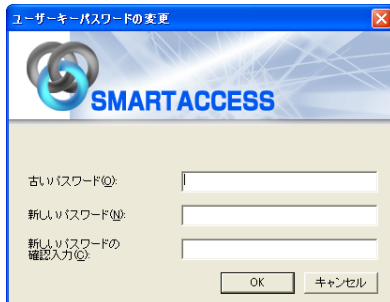 ユーザーキーパスワードの変更
SMARTACCESS
古いパスワード(O):
新しいパスワード(N):
新しいパスワードの
確認入力(C):
OK キャンセル